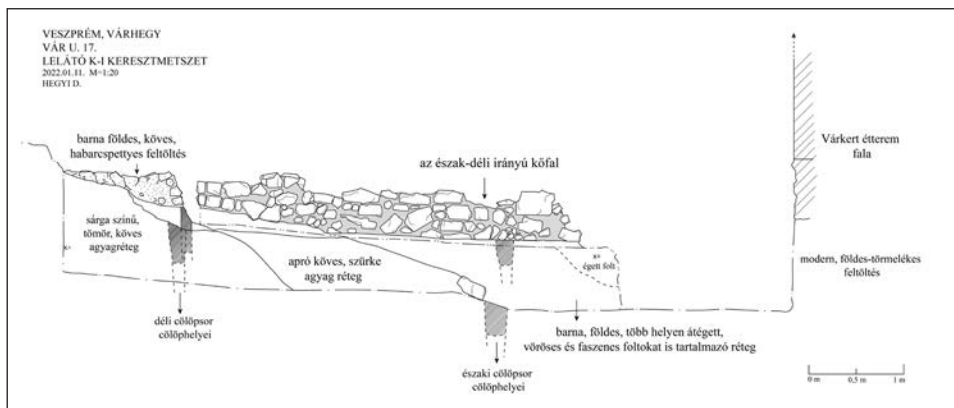 VESZPRÉM, VÁRHEGY
VÁR U. 17.
LELÁTÓ K-I KERESZTMETSZET
2022.01.11. M=1:20
HEGYI D.
barna földes, köves,
habarcspettyes feltöltés
az észak-déli irányú kőfal
Várkert étterem
fala
sárga színű,
tömör, köves
agyagréteg
apró köves, szürke
agyag réteg
égett folt
modern, földes-törmelékes
feltöltés
déli cölöpsor
cölöphelyei
barna, földes, több helyen átégett,
vöröses és faszenes foltokat is tartalmazó réteg
északi cölöpsor
cölöphelyei
0 m 0,5 m 1 m